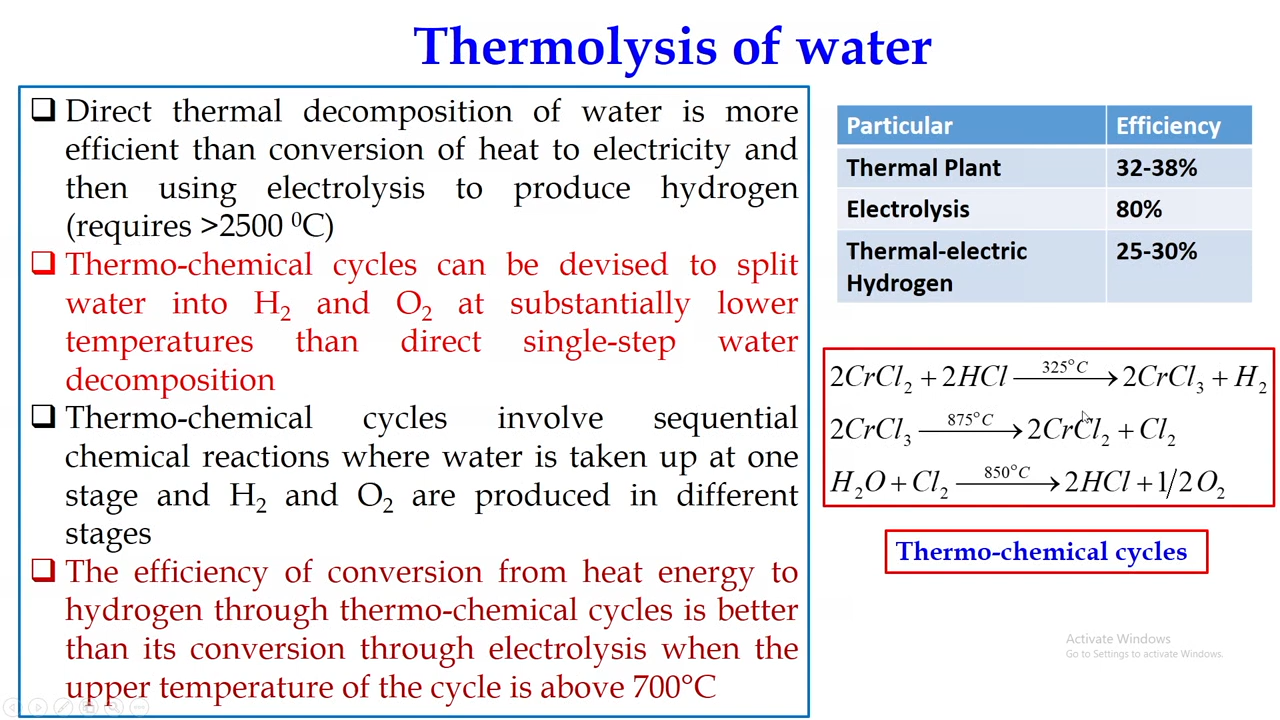 Thermolysis of water
❑ Direct thermal decomposition of water is more
efficient than conversion of heat to electricity and
then using electrolysis to produce hydrogen
(requires >2500 ⁰C)
❑ Thermo-chemical cycles can be devised to split
water into H₂ and O₂ at substantially lower
temperatures than direct single-step water
decomposition
❑ Thermo-chemical cycles involve sequential
chemical reactions where water is taken up at one
stage and H₂ and O₂ are produced in different
stages
❑ The efficiency of conversion from heat energy to
hydrogen through thermo-chemical cycles is better
than its conversion through electrolysis when the
upper temperature of the cycle is above 700°C
Particular Efficiency
Thermal Plant 32-38%
Electrolysis 80%
Thermal-electric 25-30%
Hydrogen
2CrCl₂ + 2HCl —325°C→ 2CrCl₃ + H₂
2CrCl₃ —875°C→ 2CrCl₂ + Cl₂
H₂O + Cl₂ —850°C→ 2HCl + 1/2 O₂
Thermo-chemical cycles
Activate Windows
Go to Settings to activate Windows.